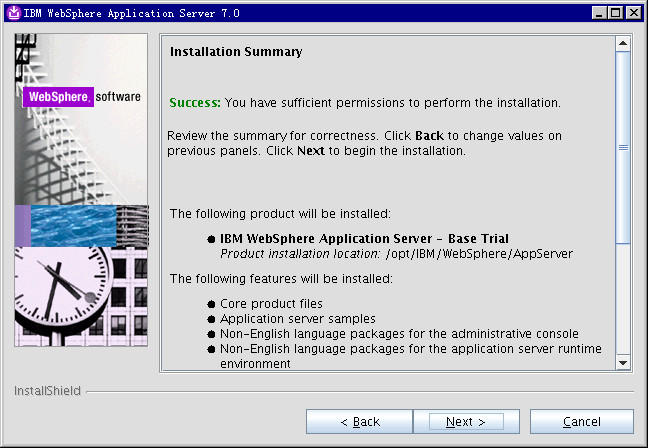 IBM WebSphere Application Server 7.0
WebSphere. software
Installation Summary
Success: You have sufficient permissions to perform the installation.
Review the summary for correctness. Click Back to change values on
previous panels. Click Next to begin the installation.
The following product will be installed:
● IBM WebSphere Application Server - Base Trial
Product installation location: /opt/IBM/WebSphere/AppServer
The following features will be installed:
● Core product files
● Application server samples
● Non-English language packages for the administrative console
● Non-English language packages for the application server runtime
environment
InstallShield
< Back
Next >
Cancel